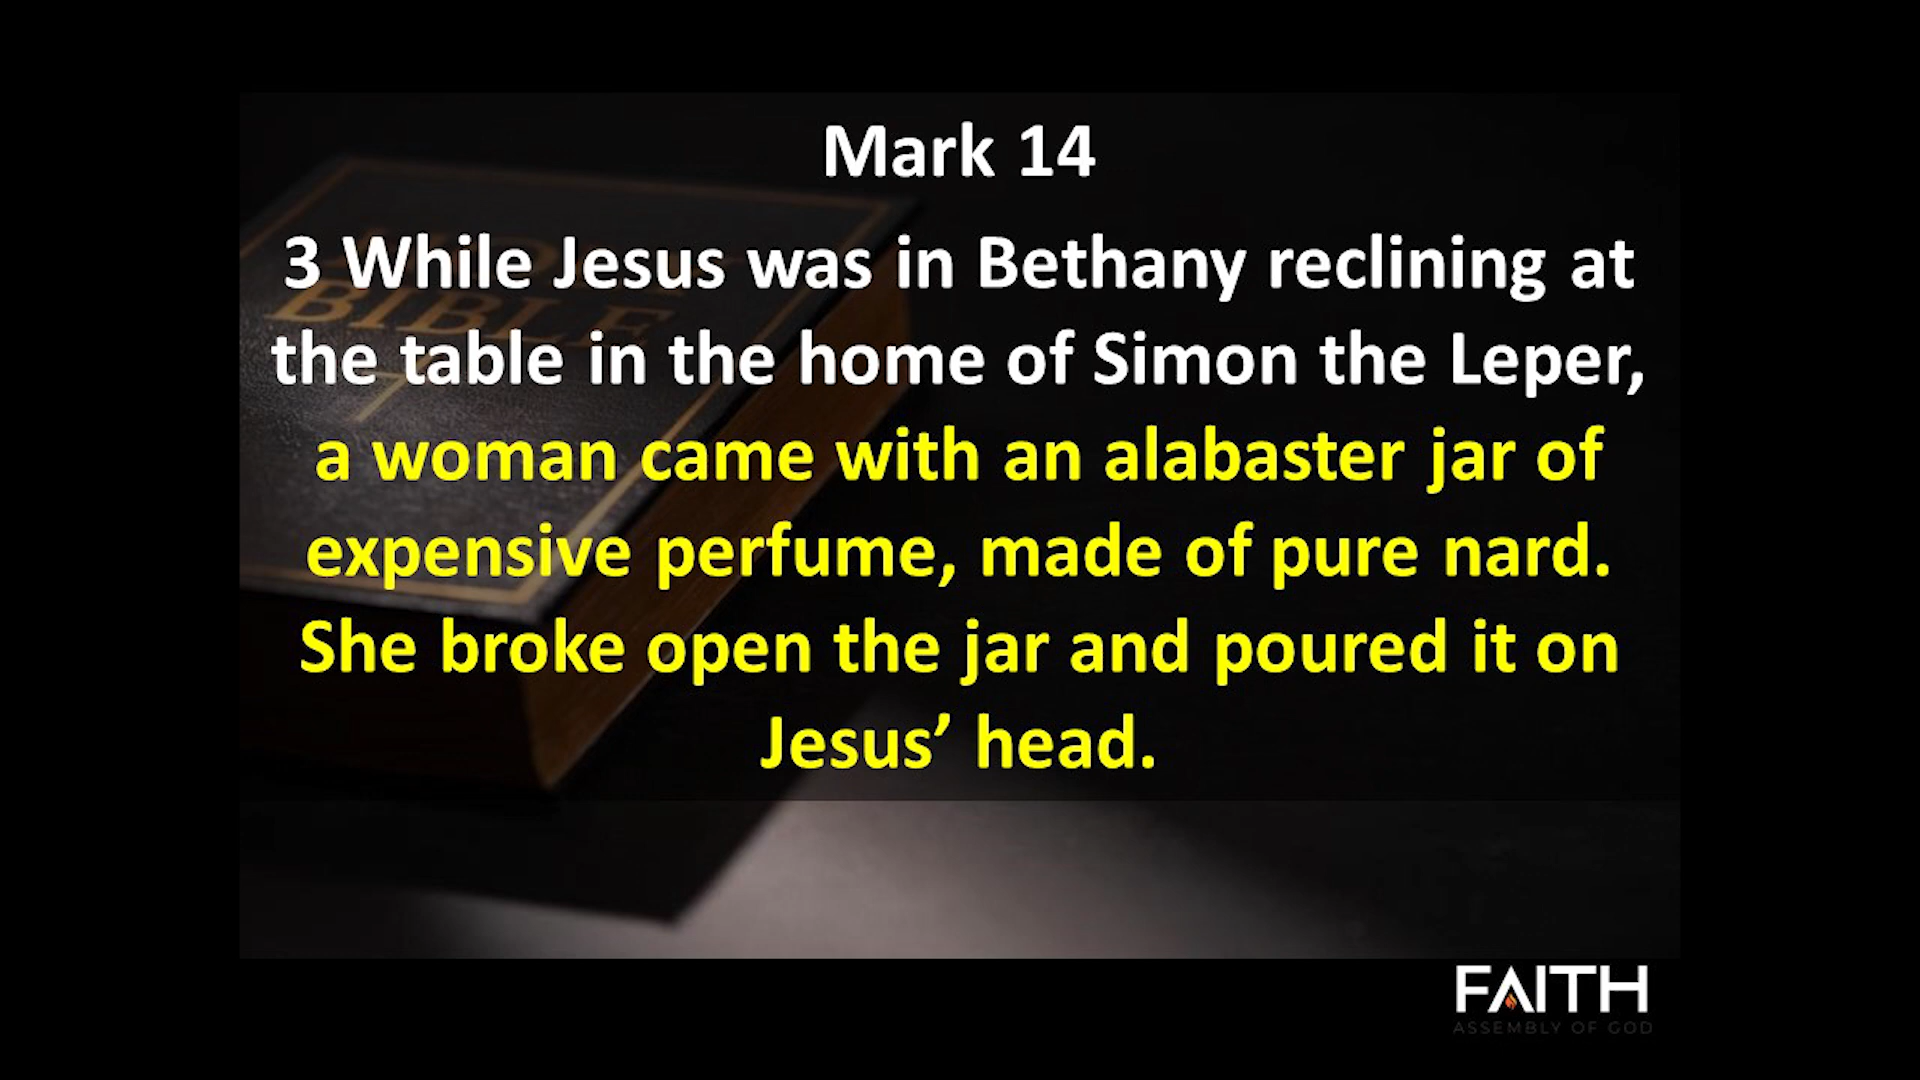 Mark 14
3 While Jesus was in Bethany reclining at
the table in the home of Simon the Leper,
a woman came with an alabaster jar of
expensive perfume, made of pure nard.
She broke open the jar and poured it on
Jesus’ head.
BIBLE
FAITH
ASSEMBLY OF GOD